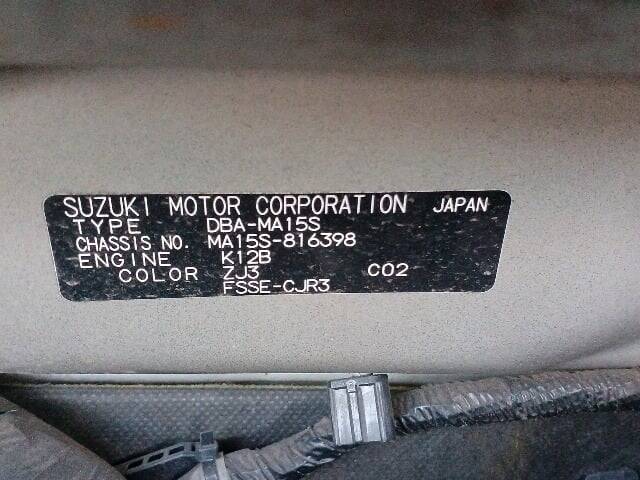 SUZUKI MOTOR CORPORATION JAPAN
TYPE DBA-MA15S
CHASSIS NO. MA15S-816398
ENGINE K12B
COLOR ZJ3 C02
FSSE-CJR3